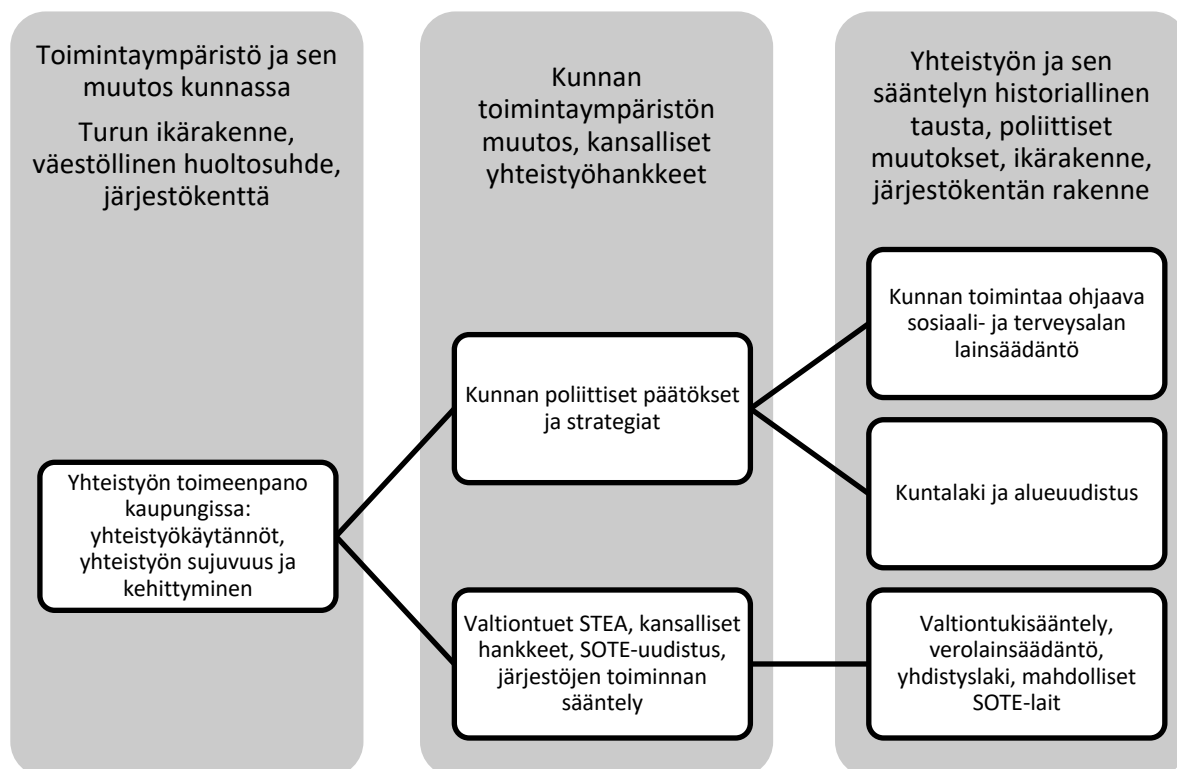 Toimintaympäristö ja sen
muutos kunnassa
Turun ikärakenne,
väestöllinen huoltosuhde,
järjestökenttä
Yhteistyön toimeenpano
kaupungissa:
yhteistyökäytännöt,
yhteistyön sujuvuus ja
kehittyminen
Kunnan
toimintaympäristön
muutos, kansalliset
yhteistyöhankkeet
Kunnan poliittiset päätökset
ja strategiat
Valtiontuet STEA, kansalliset
hankkeet, SOTE-uudistus,
järjestöjen toiminnan
sääntely
Yhteistyön ja sen
sääntelyn historiallinen
tausta, poliittiset
muutokset, ikärakenne,
järjestökentän rakenne
Kunnan toimintaa ohjaava
sosiaali- ja terveysalan
lainsäädäntö
Kuntalaki ja alueuudistus
Valtiontukisääntely,
verolainsäädäntö,
yhdistyslaki, mahdolliset
SOTE-lait